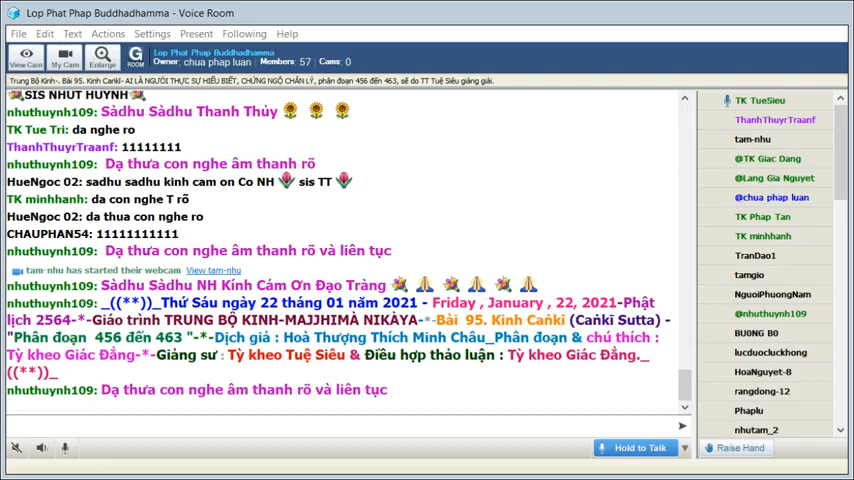 Lop Phat Phap Buddhadhamma - Voice Room
File Edit Text Actions Settings Present Following Help
View Cam My Cam Enlarge G ROOM
Lop Phat Phap Buddhadhamma
Owner: chua phap luan Members: 57 Cams: 0
Trung Bộ Kinh-. Bài 95. Kinh Canki- AI LÀ NGƯỜI THỰC SỰ HIỂU BIẾT, CHỨNG NGỘ CHÂN LÝ, phân đoạn 456 đến 463, sẽ do TT Tuệ Siêu giảng giải.
SIS NHUT HUYNH
nhuthuynh109: Sàdhu Sàdhu Thanh Thủy
TK Tue Tri: da nghe ro
ThanhThuyrTraanf: 11111111
nhuthuynh109: Dạ thưa con nghe âm thanh rõ
HueNgoc 02: sadhu sadhu kinh cam on Co NH sis TT
TK minhhanh: da con nghe T rõ
HueNgoc 02: da thua con nghe ro
CHAUPHAN54: 11111111111
nhuthuynh109: Dạ thưa con nghe âm thanh rõ và liên tục
tam-nhu has started their webcam View tam-nhu
nhuthuynh109: Sàdhu Sàdhu NH Kính Cám Ơn Đạo Tràng
nhuthuynh109: _((**))_Thứ Sáu ngày 22 tháng 01 năm 2021 - Friday , January , 22, 2021-Phật
lịch 2564-*-Giáo trình TRUNG BỘ KINH-MAJJHIMÀ NIKÀYA-*-Bài 95. Kinh Caṅkī (Caṅkī Sutta) -
"Phân đoạn 456 đến 463 "-*-Dịch giả : Hoà Thượng Thích Minh Châu_Phân đoạn & chú thích :
Tỳ kheo Giác Đẳng-*-Giảng sư : Tỳ kheo Tuệ Siêu & Điều hợp thảo luận : Tỳ kheo Giác Đẳng._
((**))_
nhuthuynh109: Dạ thưa con nghe âm thanh rõ và liên tục
Hold to Talk
TK TueSieu
ThanhThuyrTraanf
tam-nhu
@TK Giac Dang
@Lang Gia Nguyet
@chua phap luan
TK Phap Tan
TK minhhanh
TranDao1
tamgio
NguoiPhuongNam
@nhuthuynh109
BU0NG B0
lucduocluckhong
HoaNguyet-8
rangdong-12
Phaplu
nhutam_2
Raise Hand